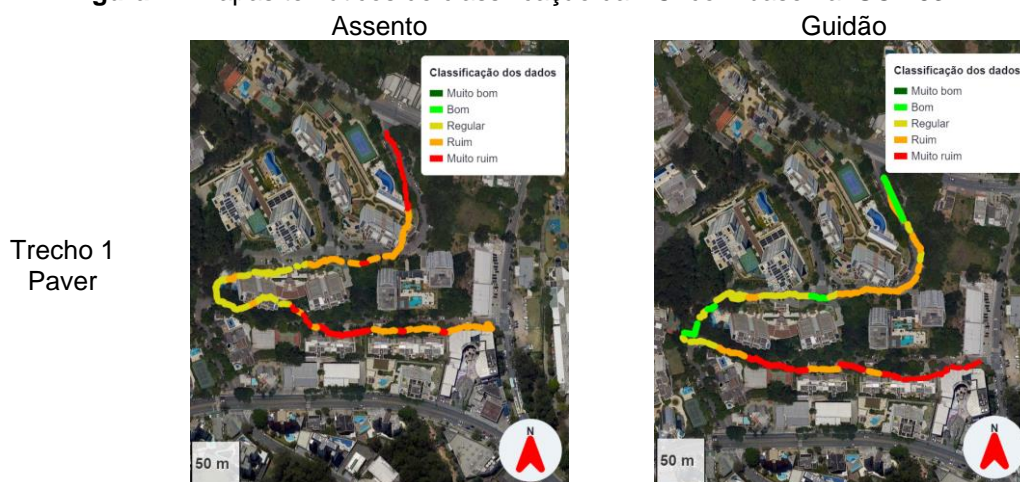 Assento
Guidão
Classificação dos dados
Muito bom
Bom
Regular
Ruim
Muito ruim
Classificação dos dados
Muito bom
Bom
Regular
Ruim
Muito ruim
Trecho 1
Paver
50 m
N
50 m
N